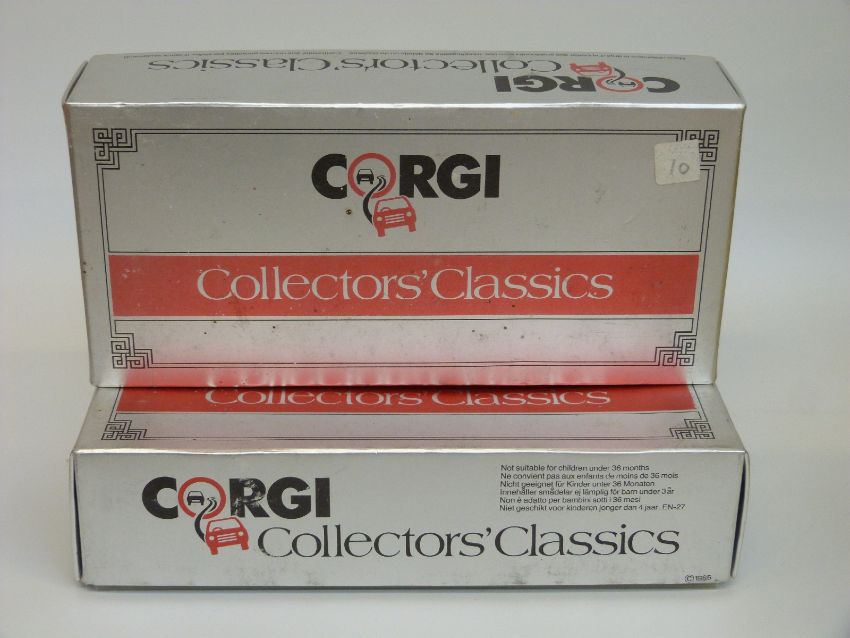 CORGI
Collectors' Classics
CORGI
10
Collectors' Classics
Collectors' Classics
CORGI
Collectors' Classics
Not suitable for children under 36 months
Ne convient pas aux enfants de moins de 36 mois
Nicht geeignet für Kinder unter 36 Monaten
Innehåller smådelar ej lämplig för barn under 3 år
Non è adatto per bambini sotti i 36 mesi
Niet geschikt voor kinderen jonger dan 4 jaar. EN-27
©1985